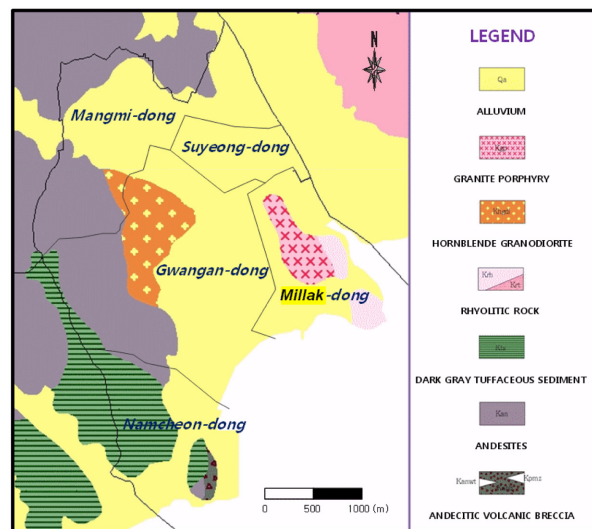 N
Mangmi-dong
Suyeong-dong
Gwangan-dong
Millak-dong
Namcheon-dong
0 500 1000 (m)
LEGEND
Qa
ALLUVIUM
GRANITE PORPHYRY
HORNBLENDE GRANODIORITE
RHYOLITIC ROCK
DARK GRAY TUFFACEOUS SEDIMENT
Kan
ANDESITES
ANDECITIC VOLCANIC BRECCIA